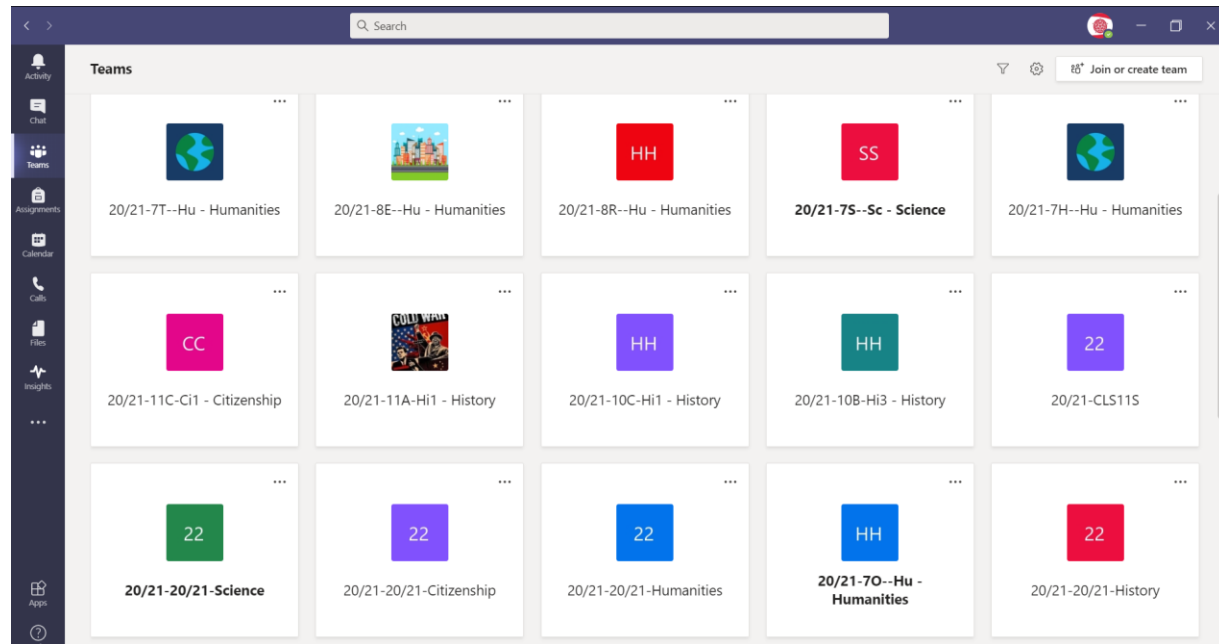 Search
Activity
Chat
Teams
Assignments
Calendar
Calls
Files
Insights
Apps
Teams
Join or create team
20/21-7T--Hu - Humanities
20/21-8E--Hu - Humanities
HH
20/21-8R--Hu - Humanities
SS
20/21-7S--Sc - Science
20/21-7H--Hu - Humanities
CC
20/21-11C-Ci1 - Citizenship
COLD WAR
20/21-11A-Hi1 - History
HH
20/21-10C-Hi1 - History
HH
20/21-10B-Hi3 - History
22
20/21-CLS11S
22
20/21-20/21-Science
22
20/21-20/21-Citizenship
22
20/21-20/21-Humanities
HH
20/21-7O--Hu -
Humanities
22
20/21-20/21-History